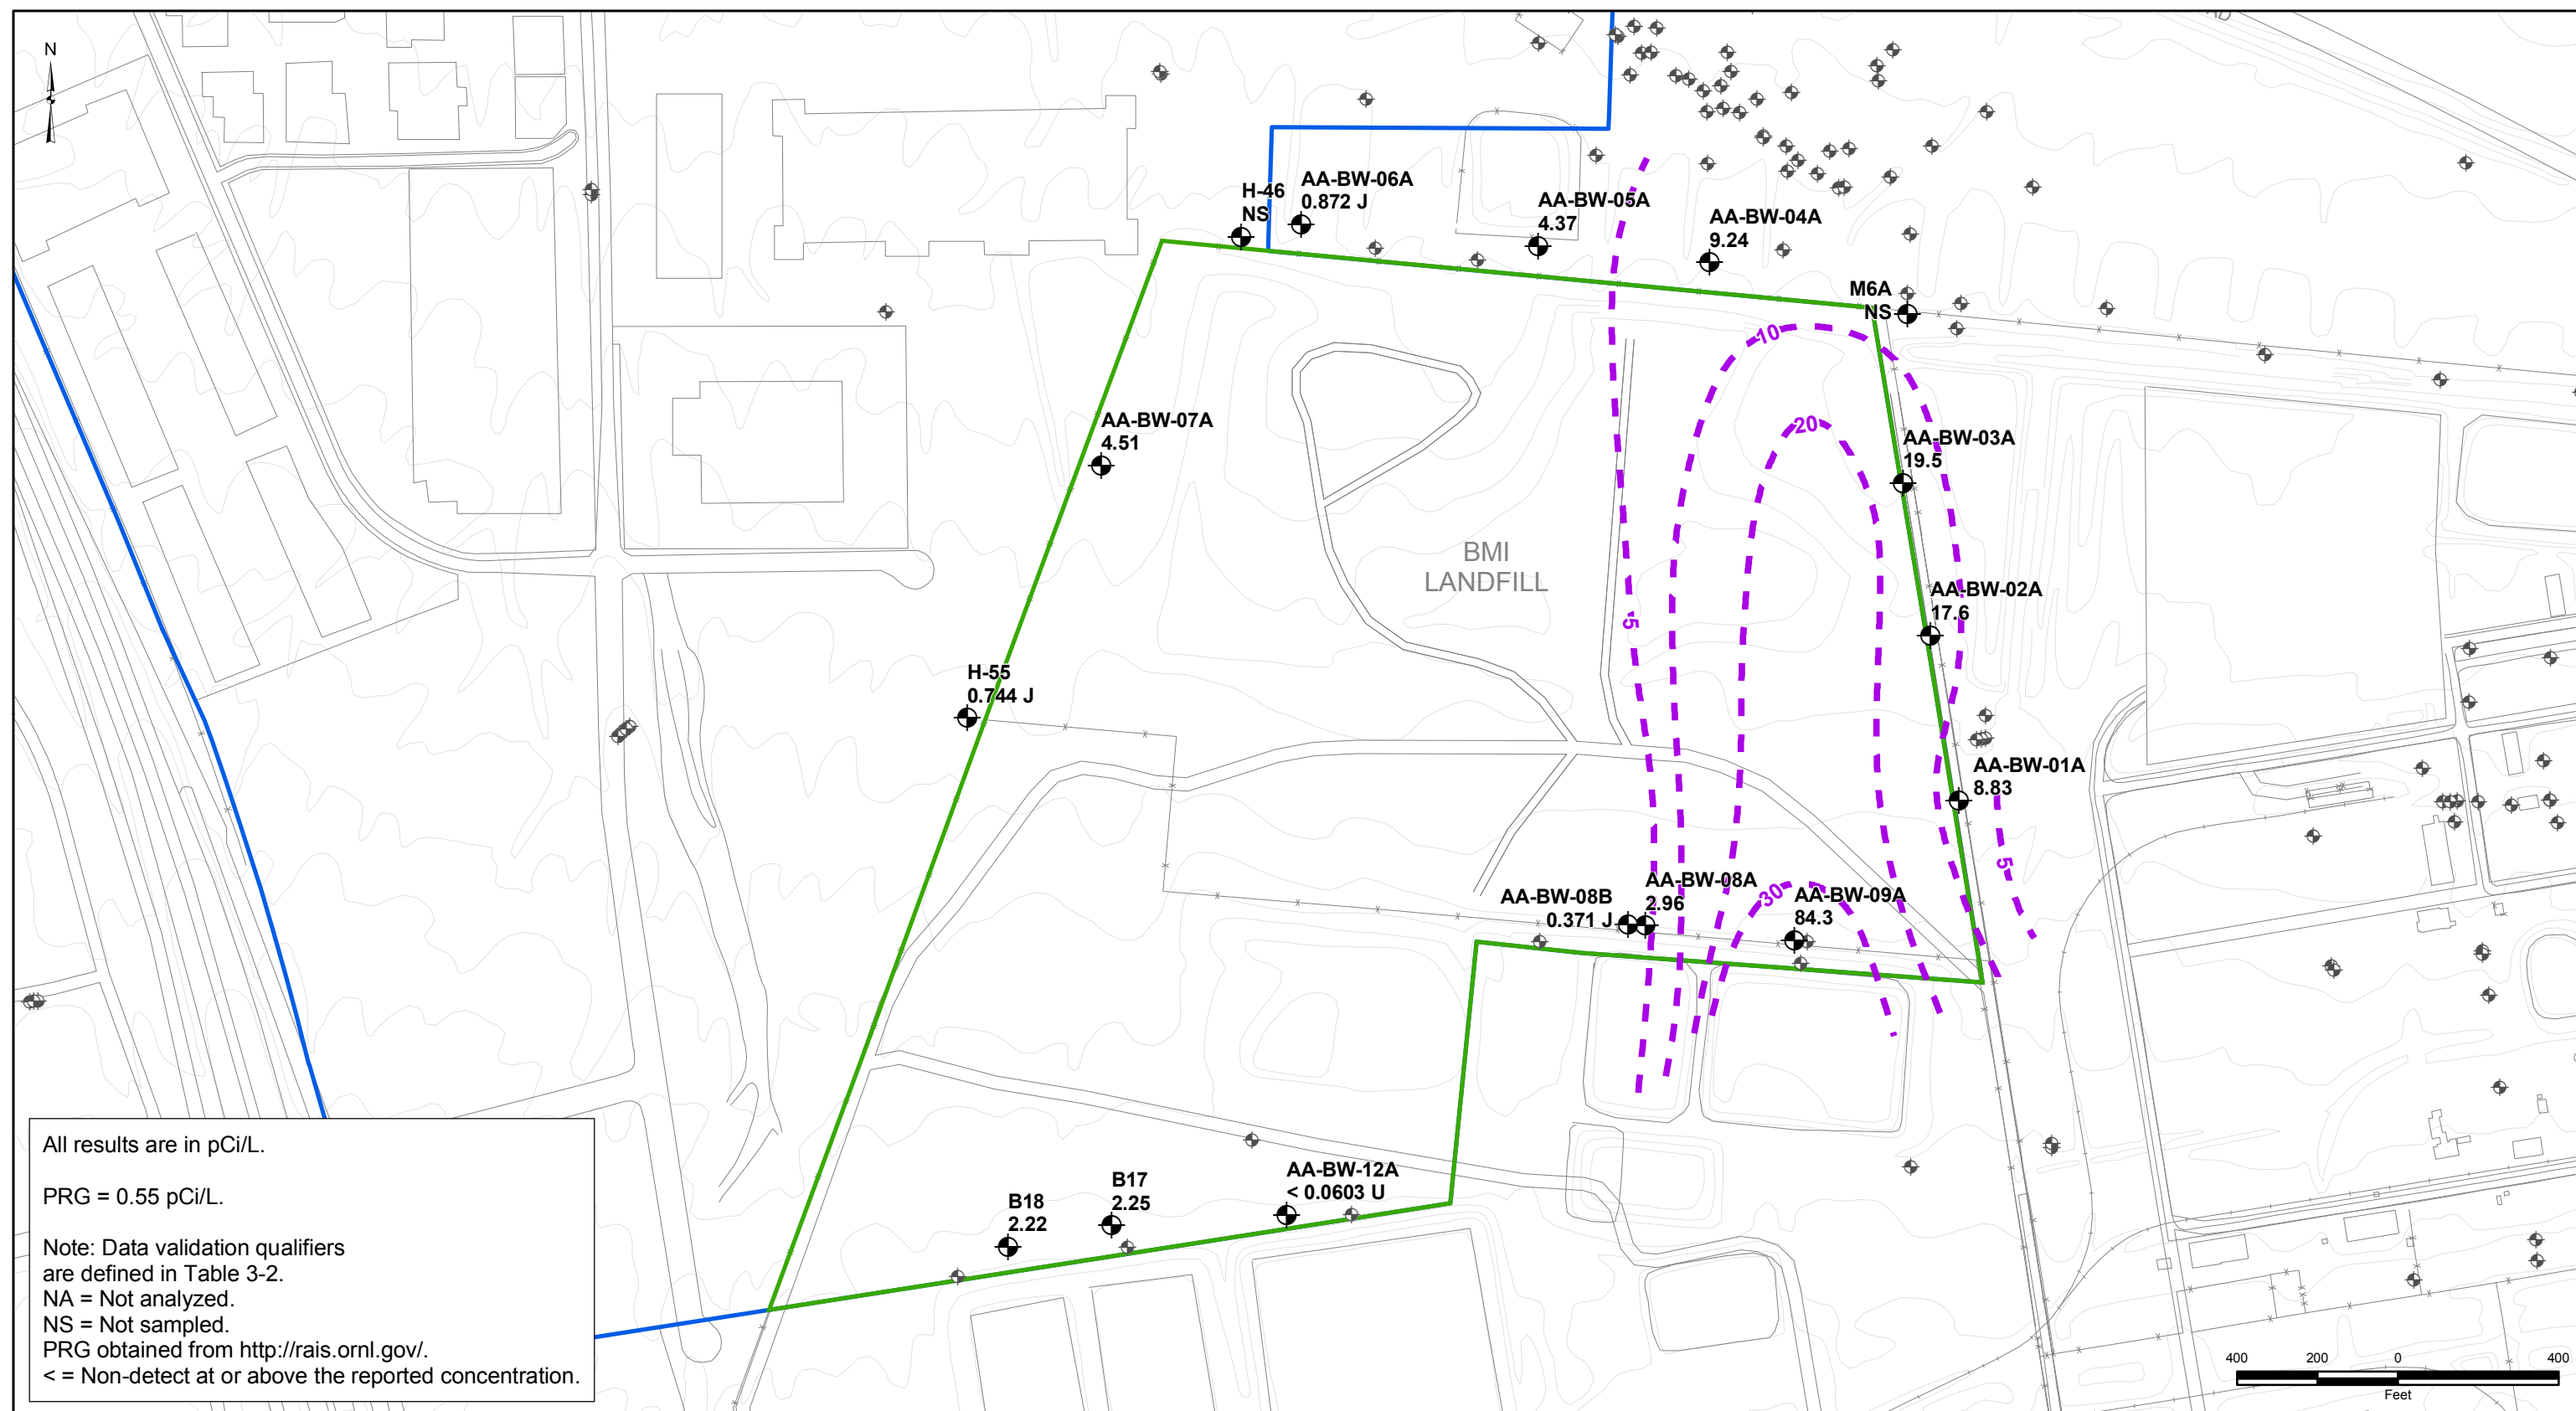 N
H-46
NS
AA-BW-06A
0.872 J
AA-BW-05A
4.37
AA-BW-04A
9.24
M6A
NS
10
20
AA-BW-07A
4.51
AA-BW-03A
19.5
BMI
LANDFILL
5
AA-BW-02A
17.6
H-55
0.744 J
AA-BW-01A
8.83
5
AA-BW-08B
0.371 J
AA-BW-08A
2.96
30
AA-BW-09A
84.3
B18
2.22
B17
2.25
AA-BW-12A
< 0.0603 U
All results are in pCi/L.
PRG = 0.55 pCi/L.
Note: Data validation qualifiers
are defined in Table 3-2.
NA = Not analyzed.
NS = Not sampled.
PRG obtained from http://rais.ornl.gov/.
< = Non-detect at or above the reported concentration.
400 200 0 400
Feet